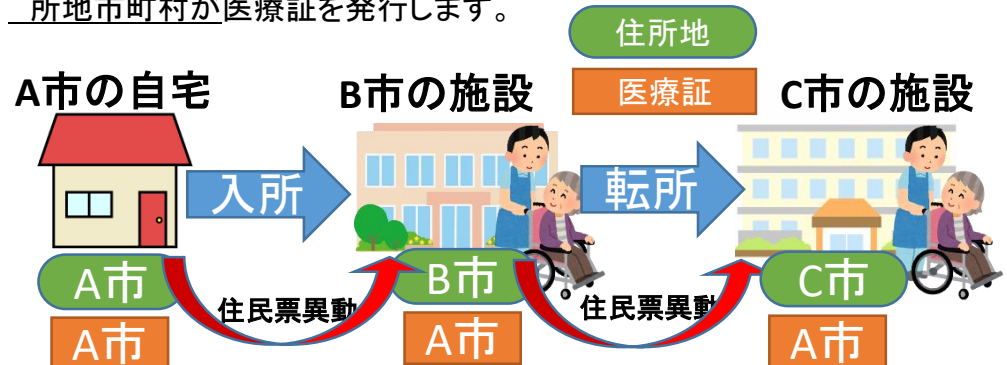 所地市町村が医療証を発行します。
住所地
医療証
A市の自宅
B市の施設
C市の施設
入所
転所
A市
B市
C市
住民票異動
住民票異動
A市
A市
A市